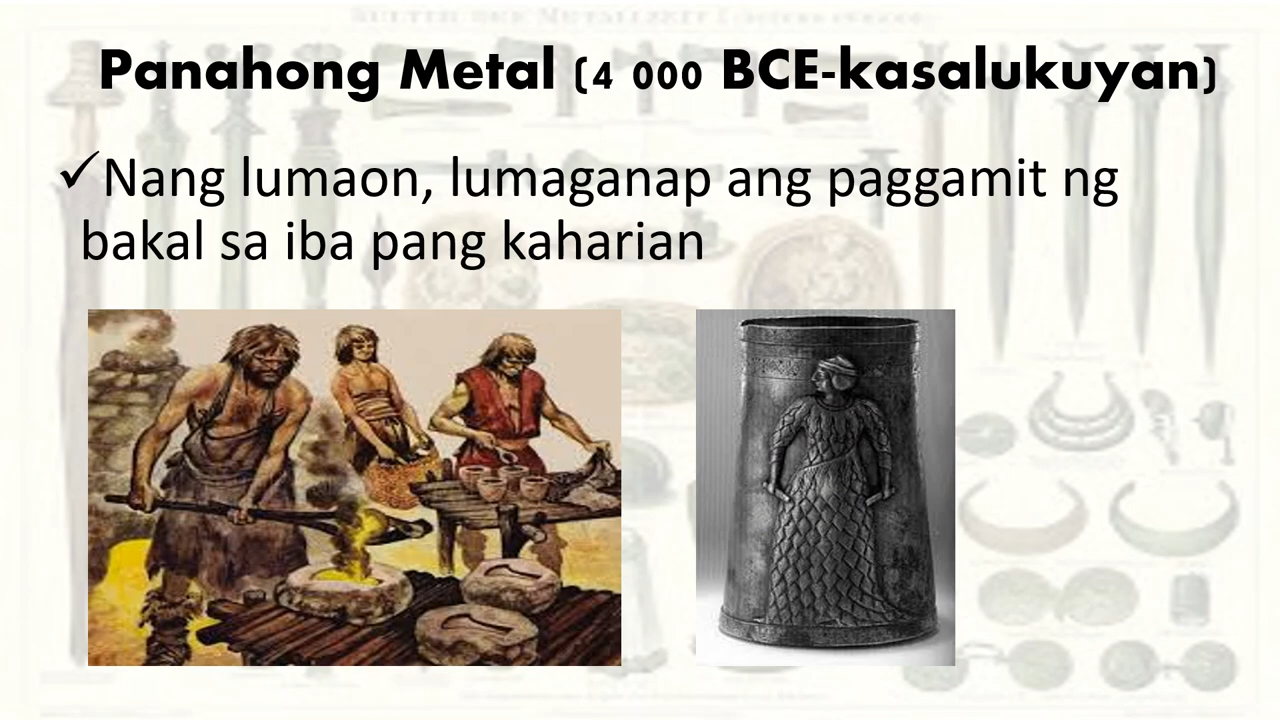 Panahong Metal (4 000 BCE-kasalukuyan)
✓Nang lumaon, lumaganap ang paggamit ng
bakal sa iba pang kaharian